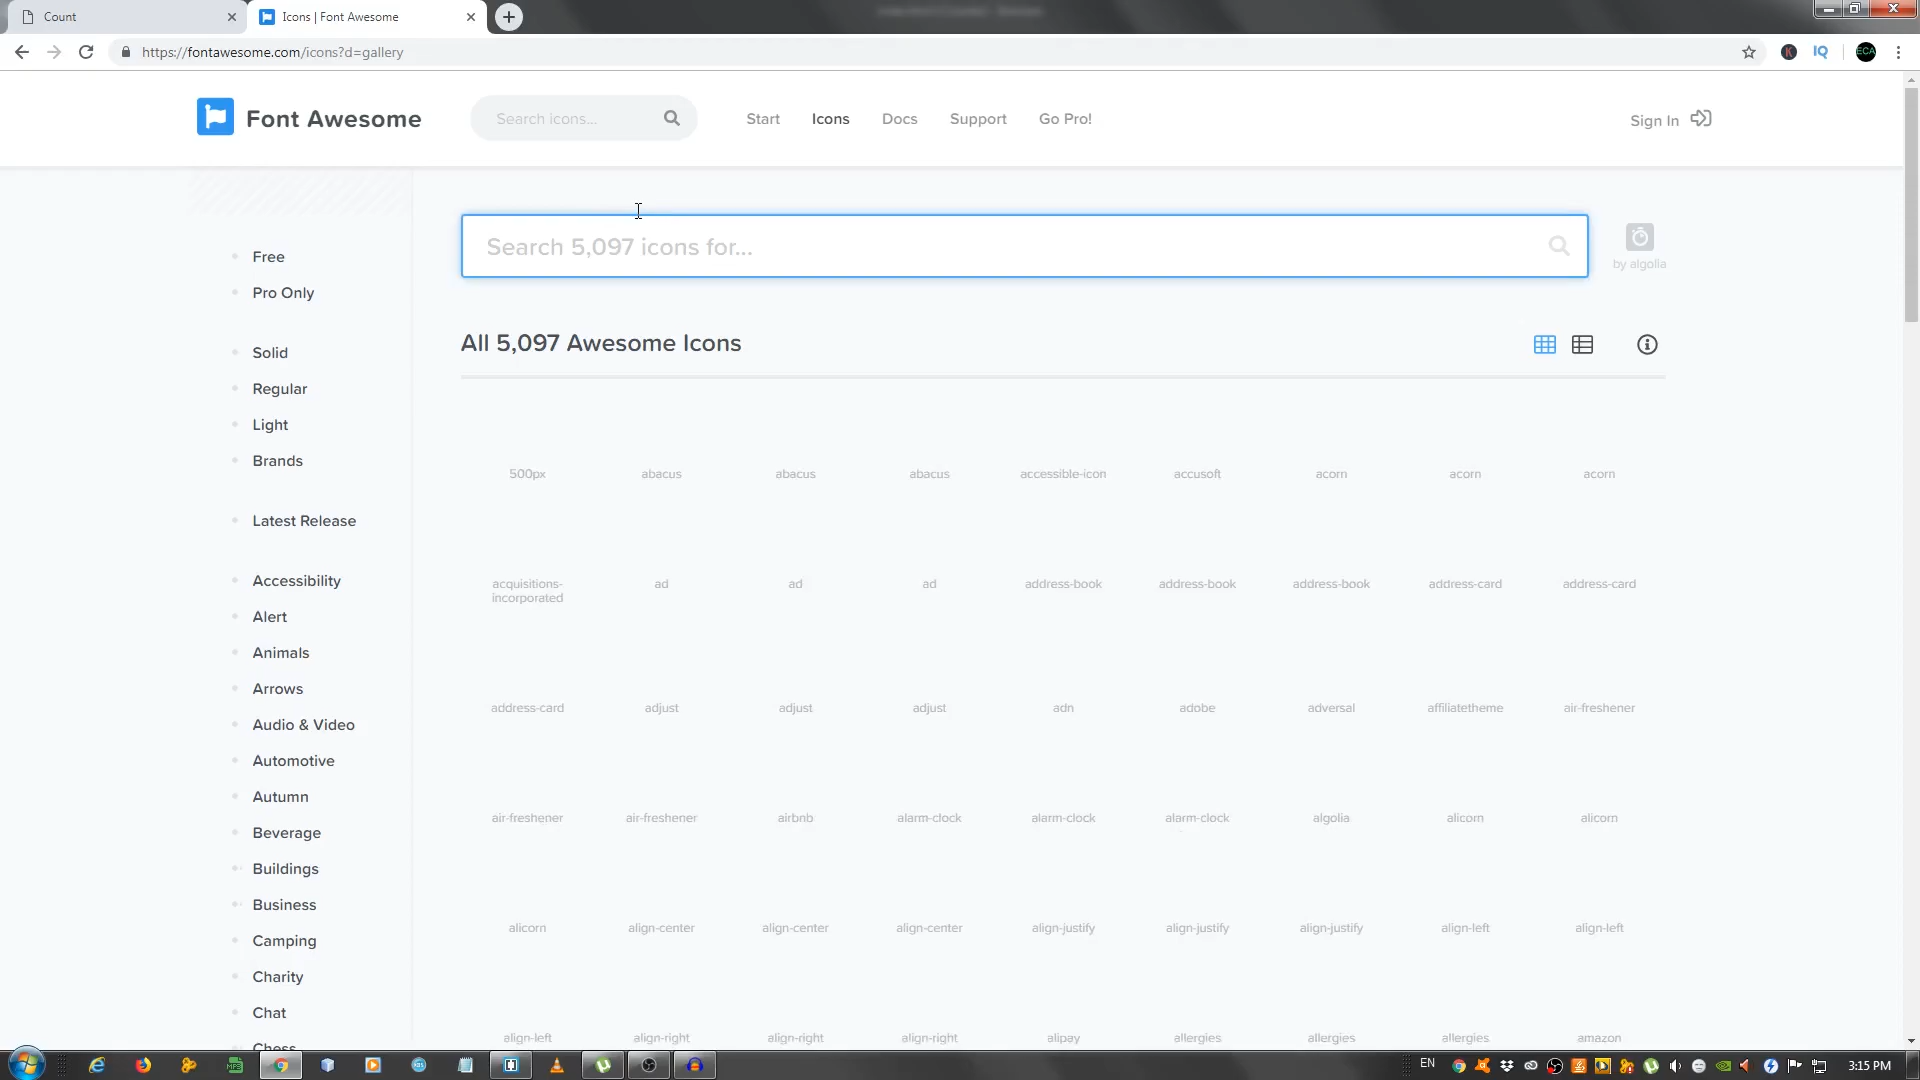 Count
Icons | Font Awesome
https://fontawesome.com/icons?d=gallery
K
IQ
ECA
Font Awesome
Search icons...
Start
Icons
Docs
Support
Go Pro!
Sign In
Search 5,097 icons for...
by algolia
Free
Pro Only
Solid
Regular
Light
Brands
Latest Release
Accessibility
Alert
Animals
Arrows
Audio & Video
Automotive
Autumn
Beverage
Buildings
Business
Camping
Charity
Chat
Chess
All 5,097 Awesome Icons
500px abacus abacus abacus accessible-icon accusoft acorn acorn acorn
acquisitions-
incorporated ad ad ad address-book address-book address-book address-card address-card
address-card adjust adjust adjust adn adobe adversal affiliatetheme air-freshener
air-freshener air-freshener airbnb alarm-clock alarm-clock alarm-clock algolia alicorn alicorn
alicorn align-center align-center align-center align-justify align-justify align-justify align-left align-left
align-left align-right align-right align-right alipay allergies allergies allergies amazon
EN
3:15 PM